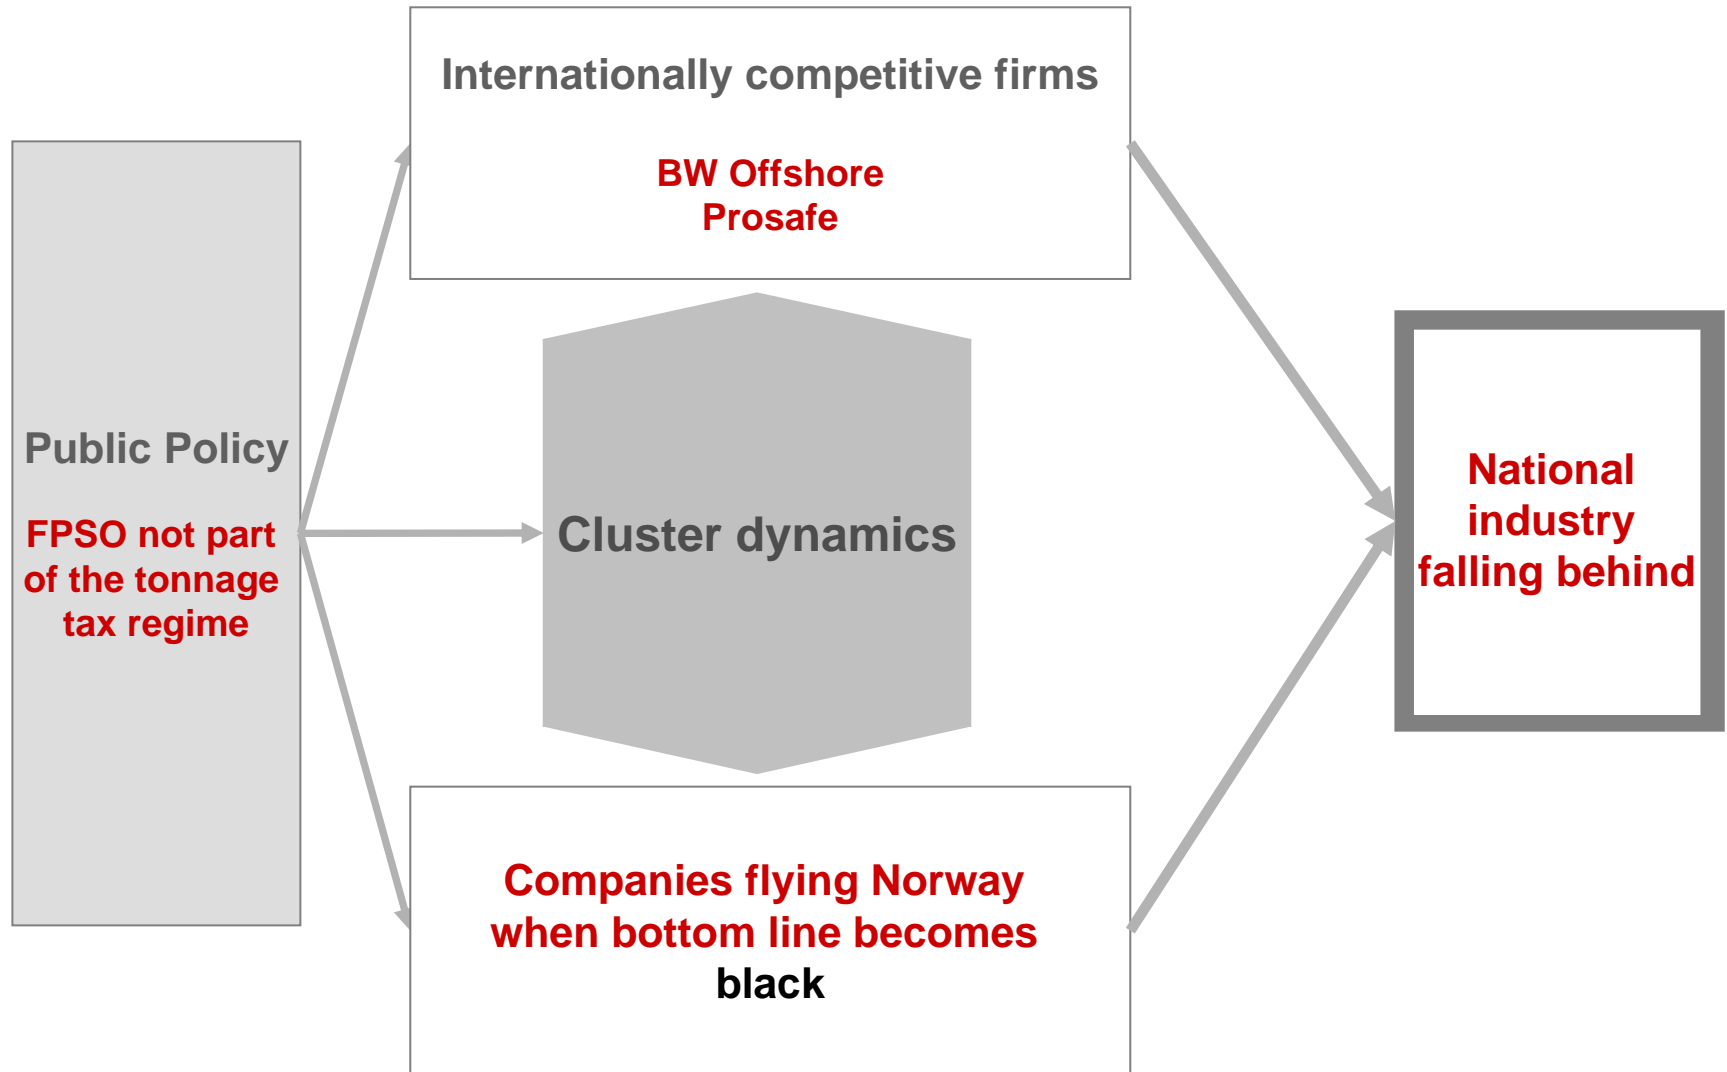 Internationally competitive firms
BW Offshore
Prosafe
Public Policy
FPSO not part
of the tonnage
tax regime
Cluster dynamics
National
industry
falling behind
Companies flying Norway
when bottom line becomes
black